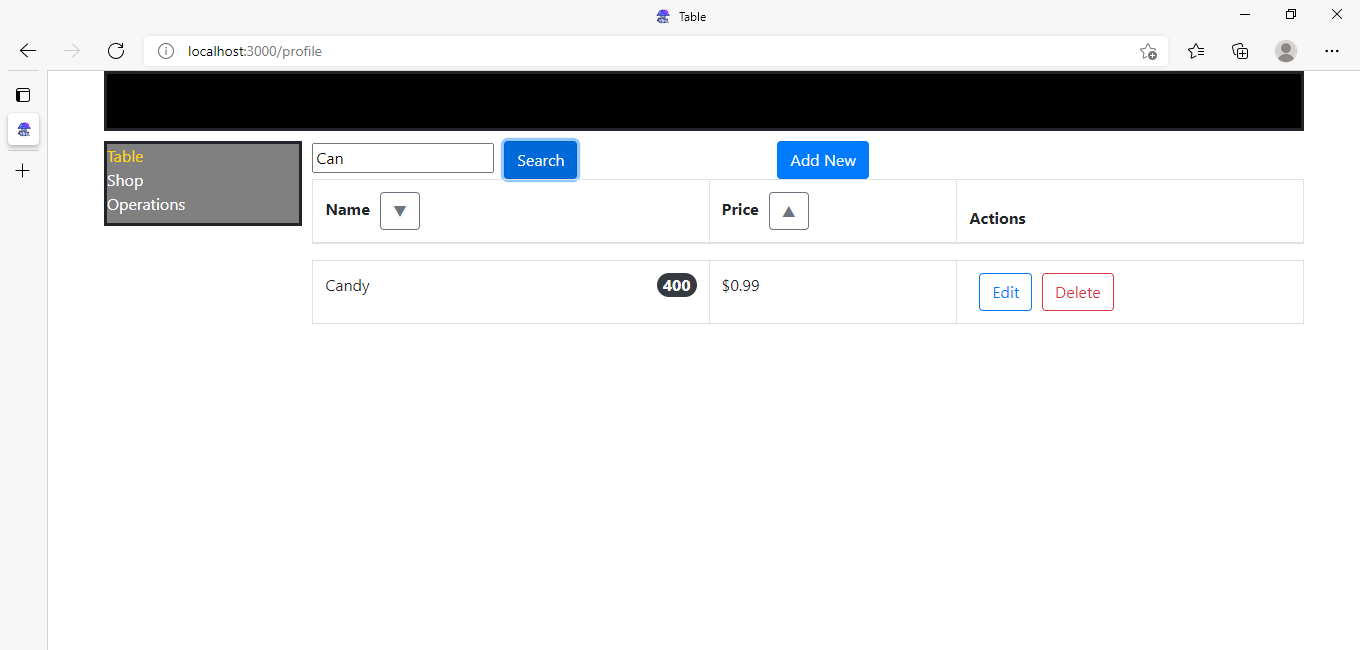 Table
localhost:3000/profile
Table
Shop
Operations
Can
Search
Add New
Name ▼
Price ▲
Actions
Candy 400 $0.99 Edit Delete